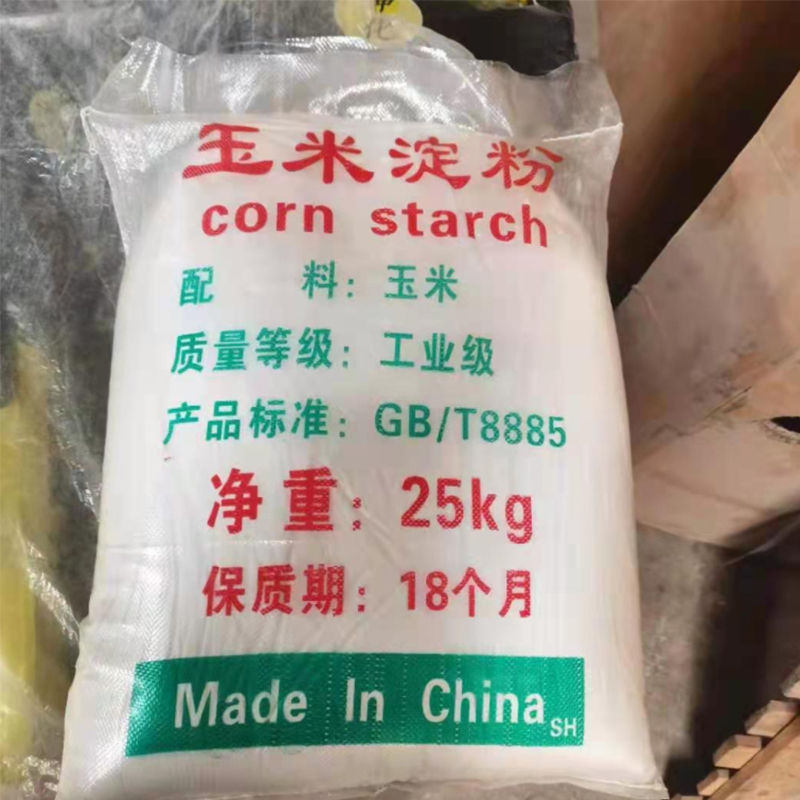 玉米淀粉
corn starch
配 料：玉米
质量等级：工业级
产品标准：GB/T8885
净重：25kg
保质期：18个月
Made In China SH